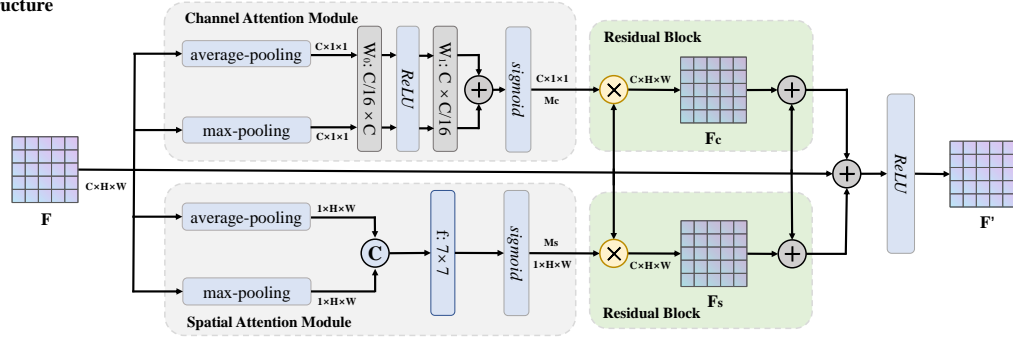 ucture
Channel Attention Module
average-pooling
C×1×1
max-pooling
C×1×1
W₀: C/16 × C
ReLU
W₁: C × C/16
+
sigmoid
C×1×1
Mc
Residual Block
×
C×H×W
Fc
+
F
C×H×W
+
ReLU
F'
average-pooling
1×H×W
max-pooling
1×H×W
C
f: 7×7
sigmoid
Ms
1×H×W
Spatial Attention Module
×
C×H×W
Fs
+
Residual Block